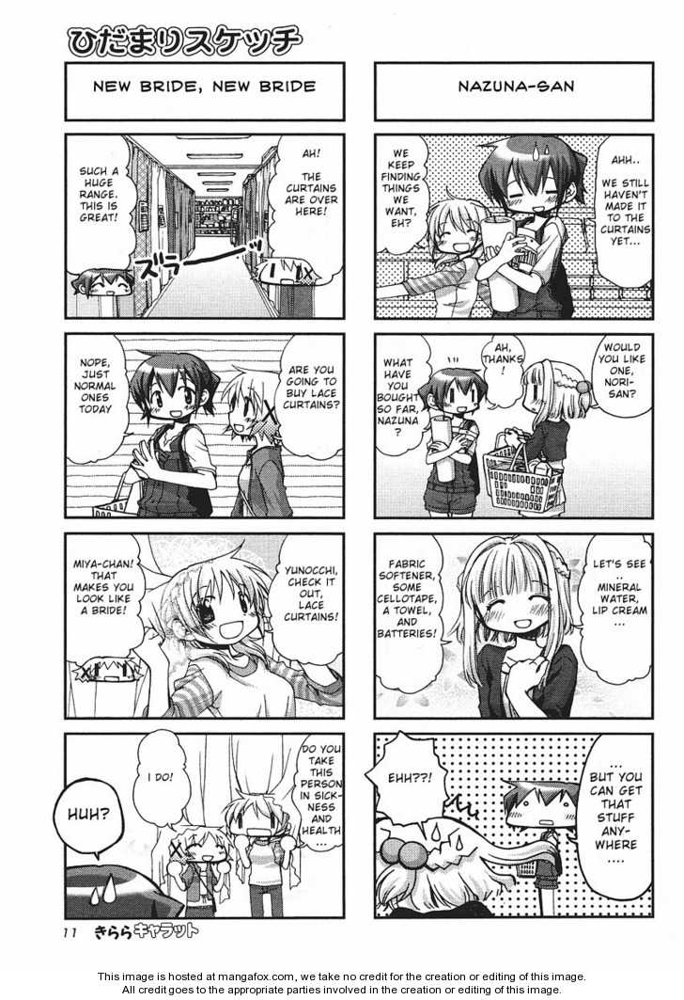 ひだまりスケッチ
NAZUNA-SAN
AHH..
WE STILL
HAVEN'T
MADE IT
TO THE
CURTAINS
YET...
WE
KEEP
FINDING
THINGS
WE
WANT,
EH?
WOULD
YOU LIKE
ONE,
NORI-
SAN?
AH,
THANKS
!
WHAT
HAVE
YOU
BOUGHT
SO FAR,
NAZUNA
?
LET'S SEE
..
MINERAL
WATER,
LIP CREAM
...
FABRIC
SOFTENER,
SOME
CELLOTAPE,
A TOWEL,
AND
BATTERIES!
....
BUT YOU
CAN GET
THAT
STUFF
ANY-
WHERE
....
EHH??!
NEW BRIDE, NEW BRIDE
AH!
THE
CURTAINS
ARE OVER
HERE!
ズラーッ
SUCH A
HUGE
RANGE.
THIS IS
GREAT!
ARE YOU
GOING TO
BUY LACE
CURTAINS?
NOPE,
JUST
NORMAL
ONES
TODAY
YUNOCCHI,
CHECK IT
OUT,
LACE
CURTAINS!
MIYA-CHAN!
THAT
MAKES YOU
LOOK LIKE
A BRIDE!
DO YOU
TAKE
THIS
PERSON
IN SICK-
NESS
AND
HEALTH
...
I DO!
HUH?
11 きららキャラット
This image is hosted at mangafox.com, we take no credit for the creation or editing of this image.
All credit goes to the appropriate parties involved in the creation or editing of this image.